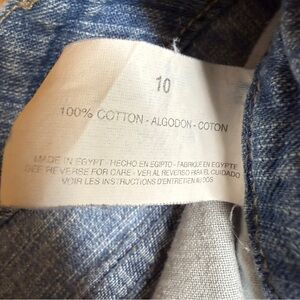 10
100% COTTON - ALGODON - COTON
MADE IN EGYPT - HECHO EN EGIPTO - FABRIQUE EN EGYPTE
SEE REVERSE FOR CARE - VER AL REVERSO PARA EL CUIDADO
VOIR LES INSTRUCTIONS D'ENTRETIEN AU DOS